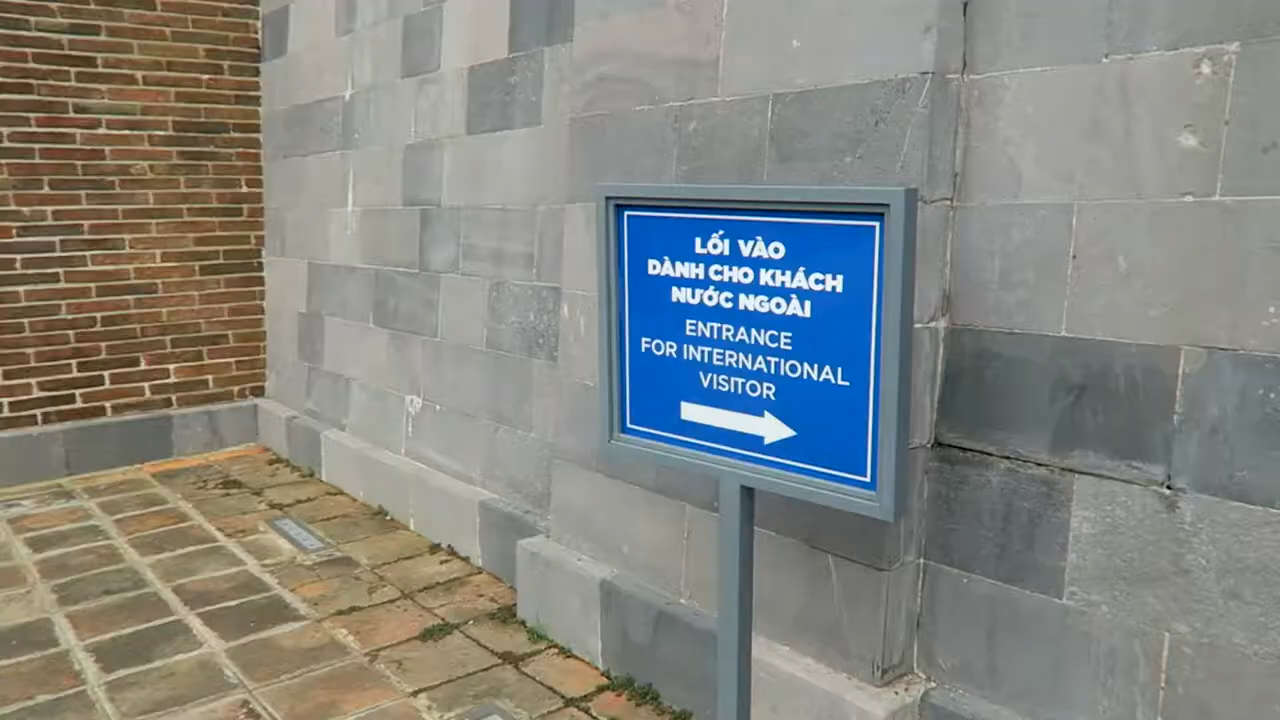 LỐI VÀO
DÀNH CHO KHÁCH
NƯỚC NGOÀI
ENTRANCE
FOR INTERNATIONAL
VISITOR